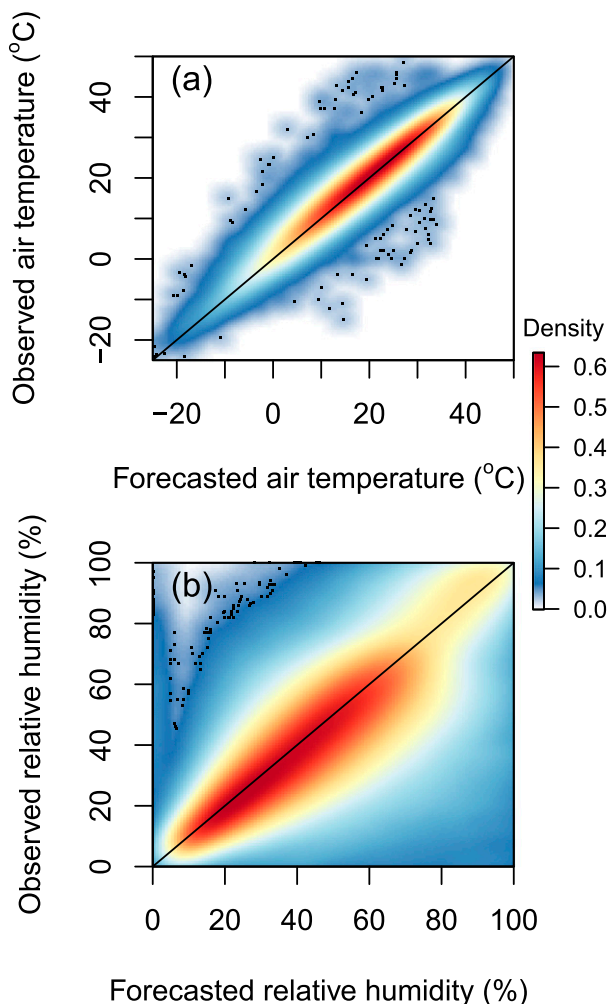 (a)
Observed air temperature (°C)
40
20
0
−20
−20 0 20 40
Forecasted air temperature (°C)
Density
0.6
0.5
0.4
0.3
0.2
0.1
0.0
(b)
Observed relative humidity (%)
100
80
60
40
20
0
0 20 40 60 80 100
Forecasted relative humidity (%)